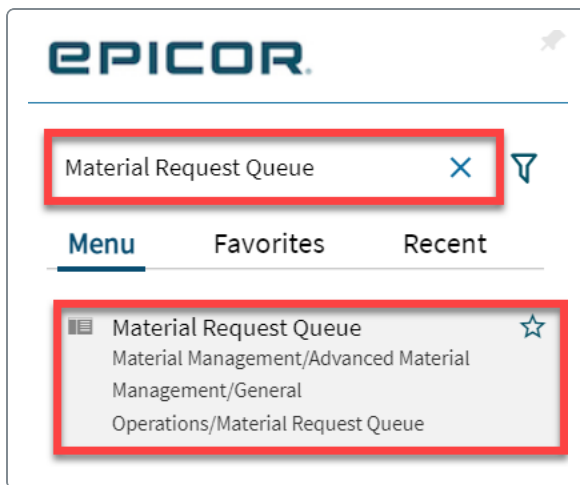 EPICOR.
Material Request Queue
Menu Favorites Recent
Material Request Queue
Material Management/Advanced Material
Management/General
Operations/Material Request Queue